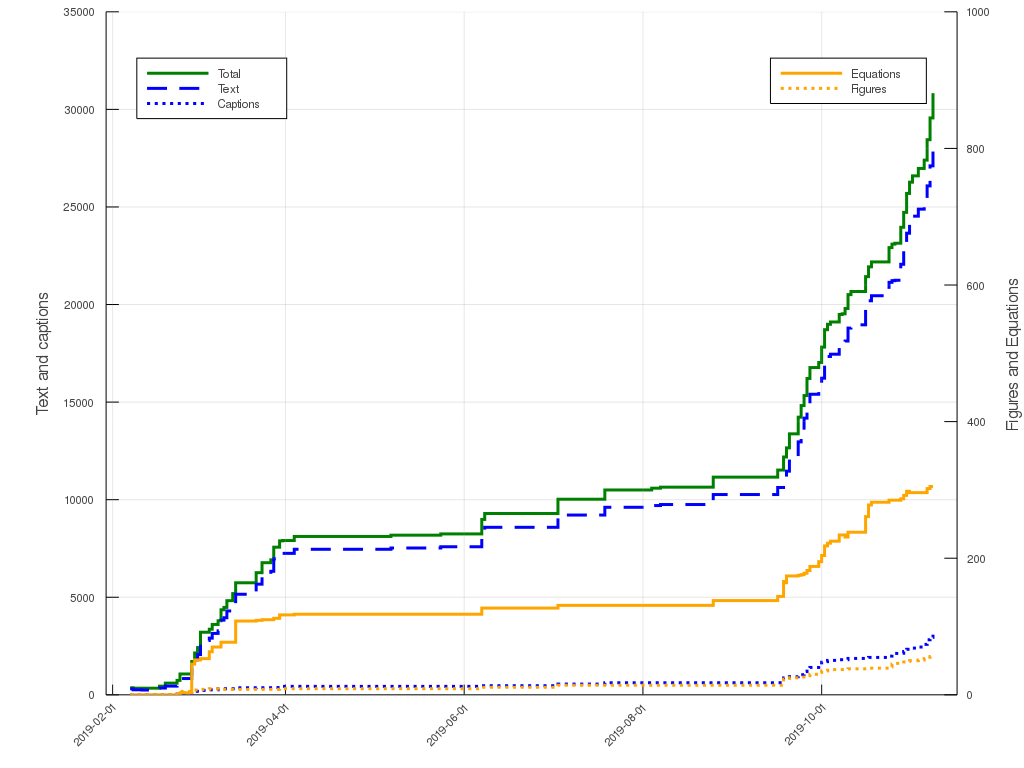 35000
30000
25000
20000
15000
10000
5000
0
1000
800
600
400
200
0
Total
Text
Captions
Equations
Figures
Text and captions
Figures and Equations
2019-02-01
2019-04-01
2019-06-01
2019-08-01
2019-10-01